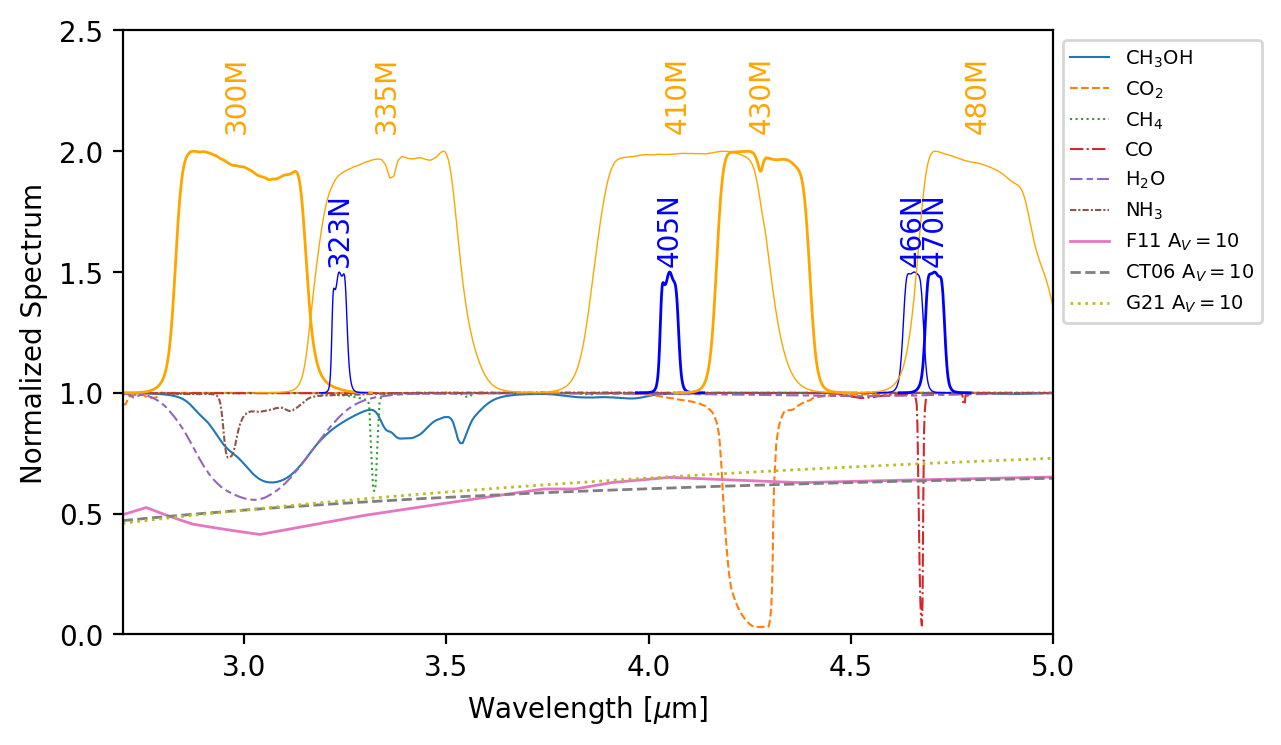 2.5
2.0
1.5
1.0
0.5
0.0
Normalized Spectrum
300M
335M
410M
430M
480M
323N
405N
466N
470N
3.0
3.5
4.0
4.5
5.0
Wavelength [μm]
CH₃OH
CO₂
CH₄
CO
H₂O
NH₃
F11 A_V = 10
CT06 A_V = 10
G21 A_V = 10